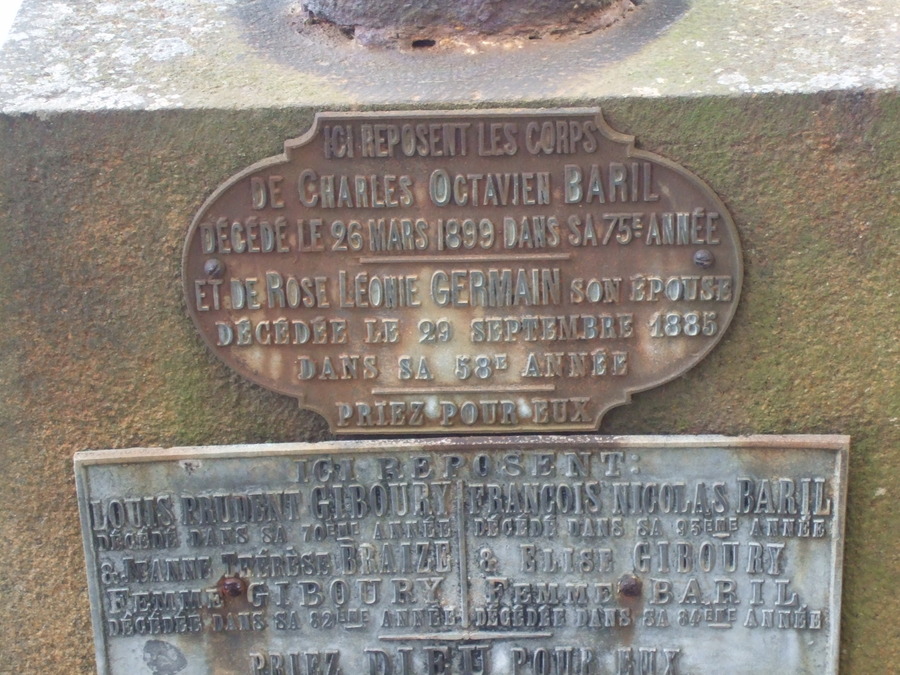 ICI REPOSENT LES CORPS
DE CHARLES OCTAVIEN BARIL
DÉCÉDÉ LE 26 MARS 1899 DANS SA 75E ANNÉE
ET DE ROSE LÉONIE GERMAIN SON ÉPOUSE
DÉCÉDÉE LE 29 SEPTEMBRE 1885
DANS SA 58E ANNÉE
PRIEZ POUR EUX
ICI REPOSENT:
LOUIS PRUDENT GIBOURY
DÉCÉDÉ DANS SA 70ÈME ANNÉE
& JEANNE THÉRÈSE BRAIZE
FEMME GIBOURY
DÉCÉDÉE DANS SA 82ME ANNÉE
FRANÇOIS NICOLAS BARIL
DÉCÉDÉ DANS SA 95ÈME ANNÉE
& ELISE GIBOURY
FEMME BARIL
DÉCÉDÉE DANS SA 84ME ANNÉE
PRIEZ DIEU POUR EUX